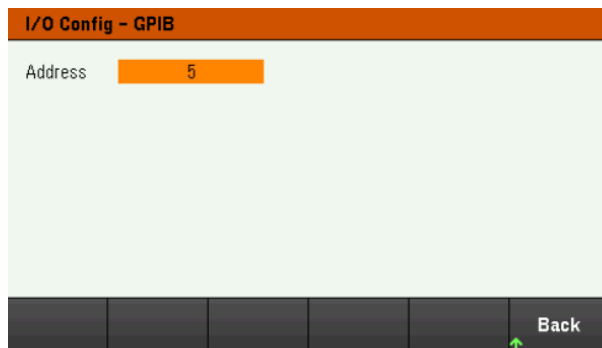 I/O Config – GPIB
Address 5
Back